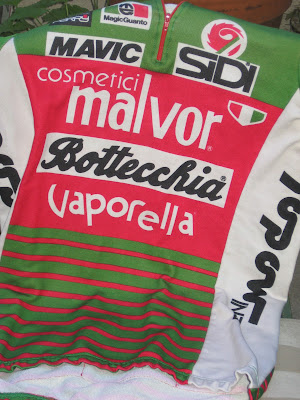 MagicGuanto
MAVIC
SIDI
cosmetici
malvor
Bottecchia
vaporella